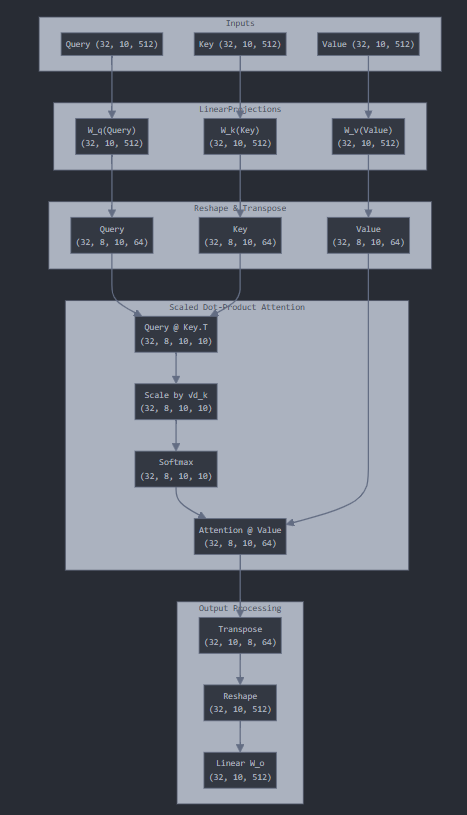 Inputs
Query (32, 10, 512)
Key (32, 10, 512)
Value (32, 10, 512)
LinearProjections
W_q(Query)
(32, 10, 512)
W_k(Key)
(32, 10, 512)
W_v(Value)
(32, 10, 512)
Reshape & Transpose
Query
(32, 8, 10, 64)
Key
(32, 8, 10, 64)
Value
(32, 8, 10, 64)
Scaled Dot-Product Attention
Query @ Key.T
(32, 8, 10, 10)
Scale by √d_k
(32, 8, 10, 10)
Softmax
(32, 8, 10, 10)
Attention @ Value
(32, 8, 10, 64)
Output Processing
Transpose
(32, 10, 8, 64)
Reshape
(32, 10, 512)
Linear W_o
(32, 10, 512)